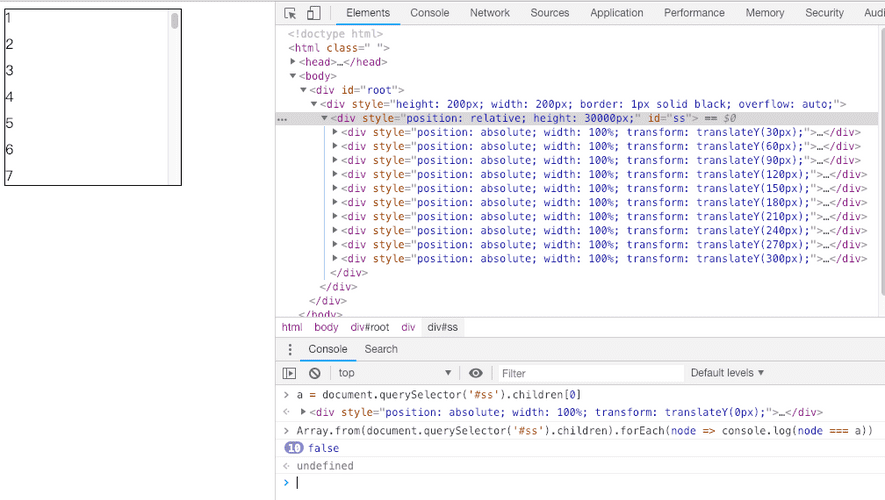 1
2
3
4
5
6
7
Elements Console Network Sources Application Performance Memory Security Audi
<!doctype html>
<html class=" ">
<head>…</head>
<body>
<div id="root">
<div style="height: 200px; width: 200px; border: 1px solid black; overflow: auto;">
… <div style="position: relative; height: 30000px;" id="ss"> == $0
<div style="position: absolute; width: 100%; transform: translateY(30px);">…</div>
<div style="position: absolute; width: 100%; transform: translateY(60px);">…</div>
<div style="position: absolute; width: 100%; transform: translateY(90px);">…</div>
<div style="position: absolute; width: 100%; transform: translateY(120px);">…</div>
<div style="position: absolute; width: 100%; transform: translateY(150px);">…</div>
<div style="position: absolute; width: 100%; transform: translateY(180px);">…</div>
<div style="position: absolute; width: 100%; transform: translateY(210px);">…</div>
<div style="position: absolute; width: 100%; transform: translateY(240px);">…</div>
<div style="position: absolute; width: 100%; transform: translateY(270px);">…</div>
<div style="position: absolute; width: 100%; transform: translateY(300px);">…</div>
</div>
</div>
</div>
</body>
html body div#root div div#ss
Console Search
top Filter Default levels
> a = document.querySelector('#ss').children[0]
<div style="position: absolute; width: 100%; transform: translateY(0px);">…</div>
> Array.from(document.querySelector('#ss').children).forEach(node => console.log(node === a))
10 false
undefined
>